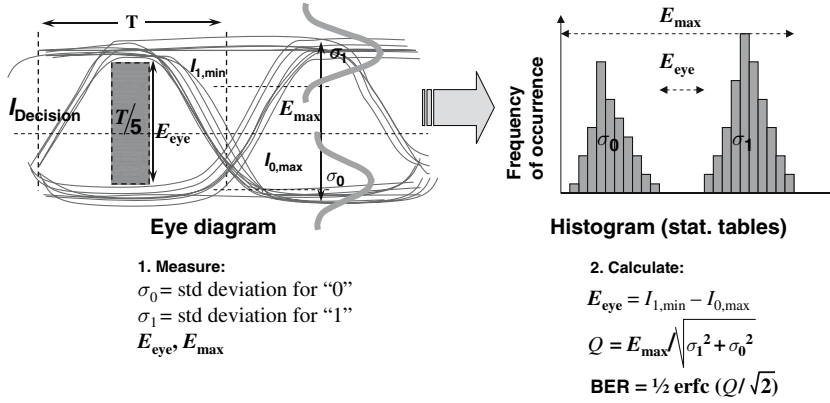 T
σ1
I1,min
IDecision
T/5
Eeye
Emax
I0,max
σ0
Eye diagram
Emax
Eeye
Frequency
of occurrence
σ0
σ1
Histogram (stat. tables)
1. Measure:
σ0 = std deviation for “0”
σ1 = std deviation for “1”
Eeye, Emax
2. Calculate:
Eeye = I1,min – I0,max
Q = Emax/√σ1² + σ0²
BER = ½ erfc (Q/√2)